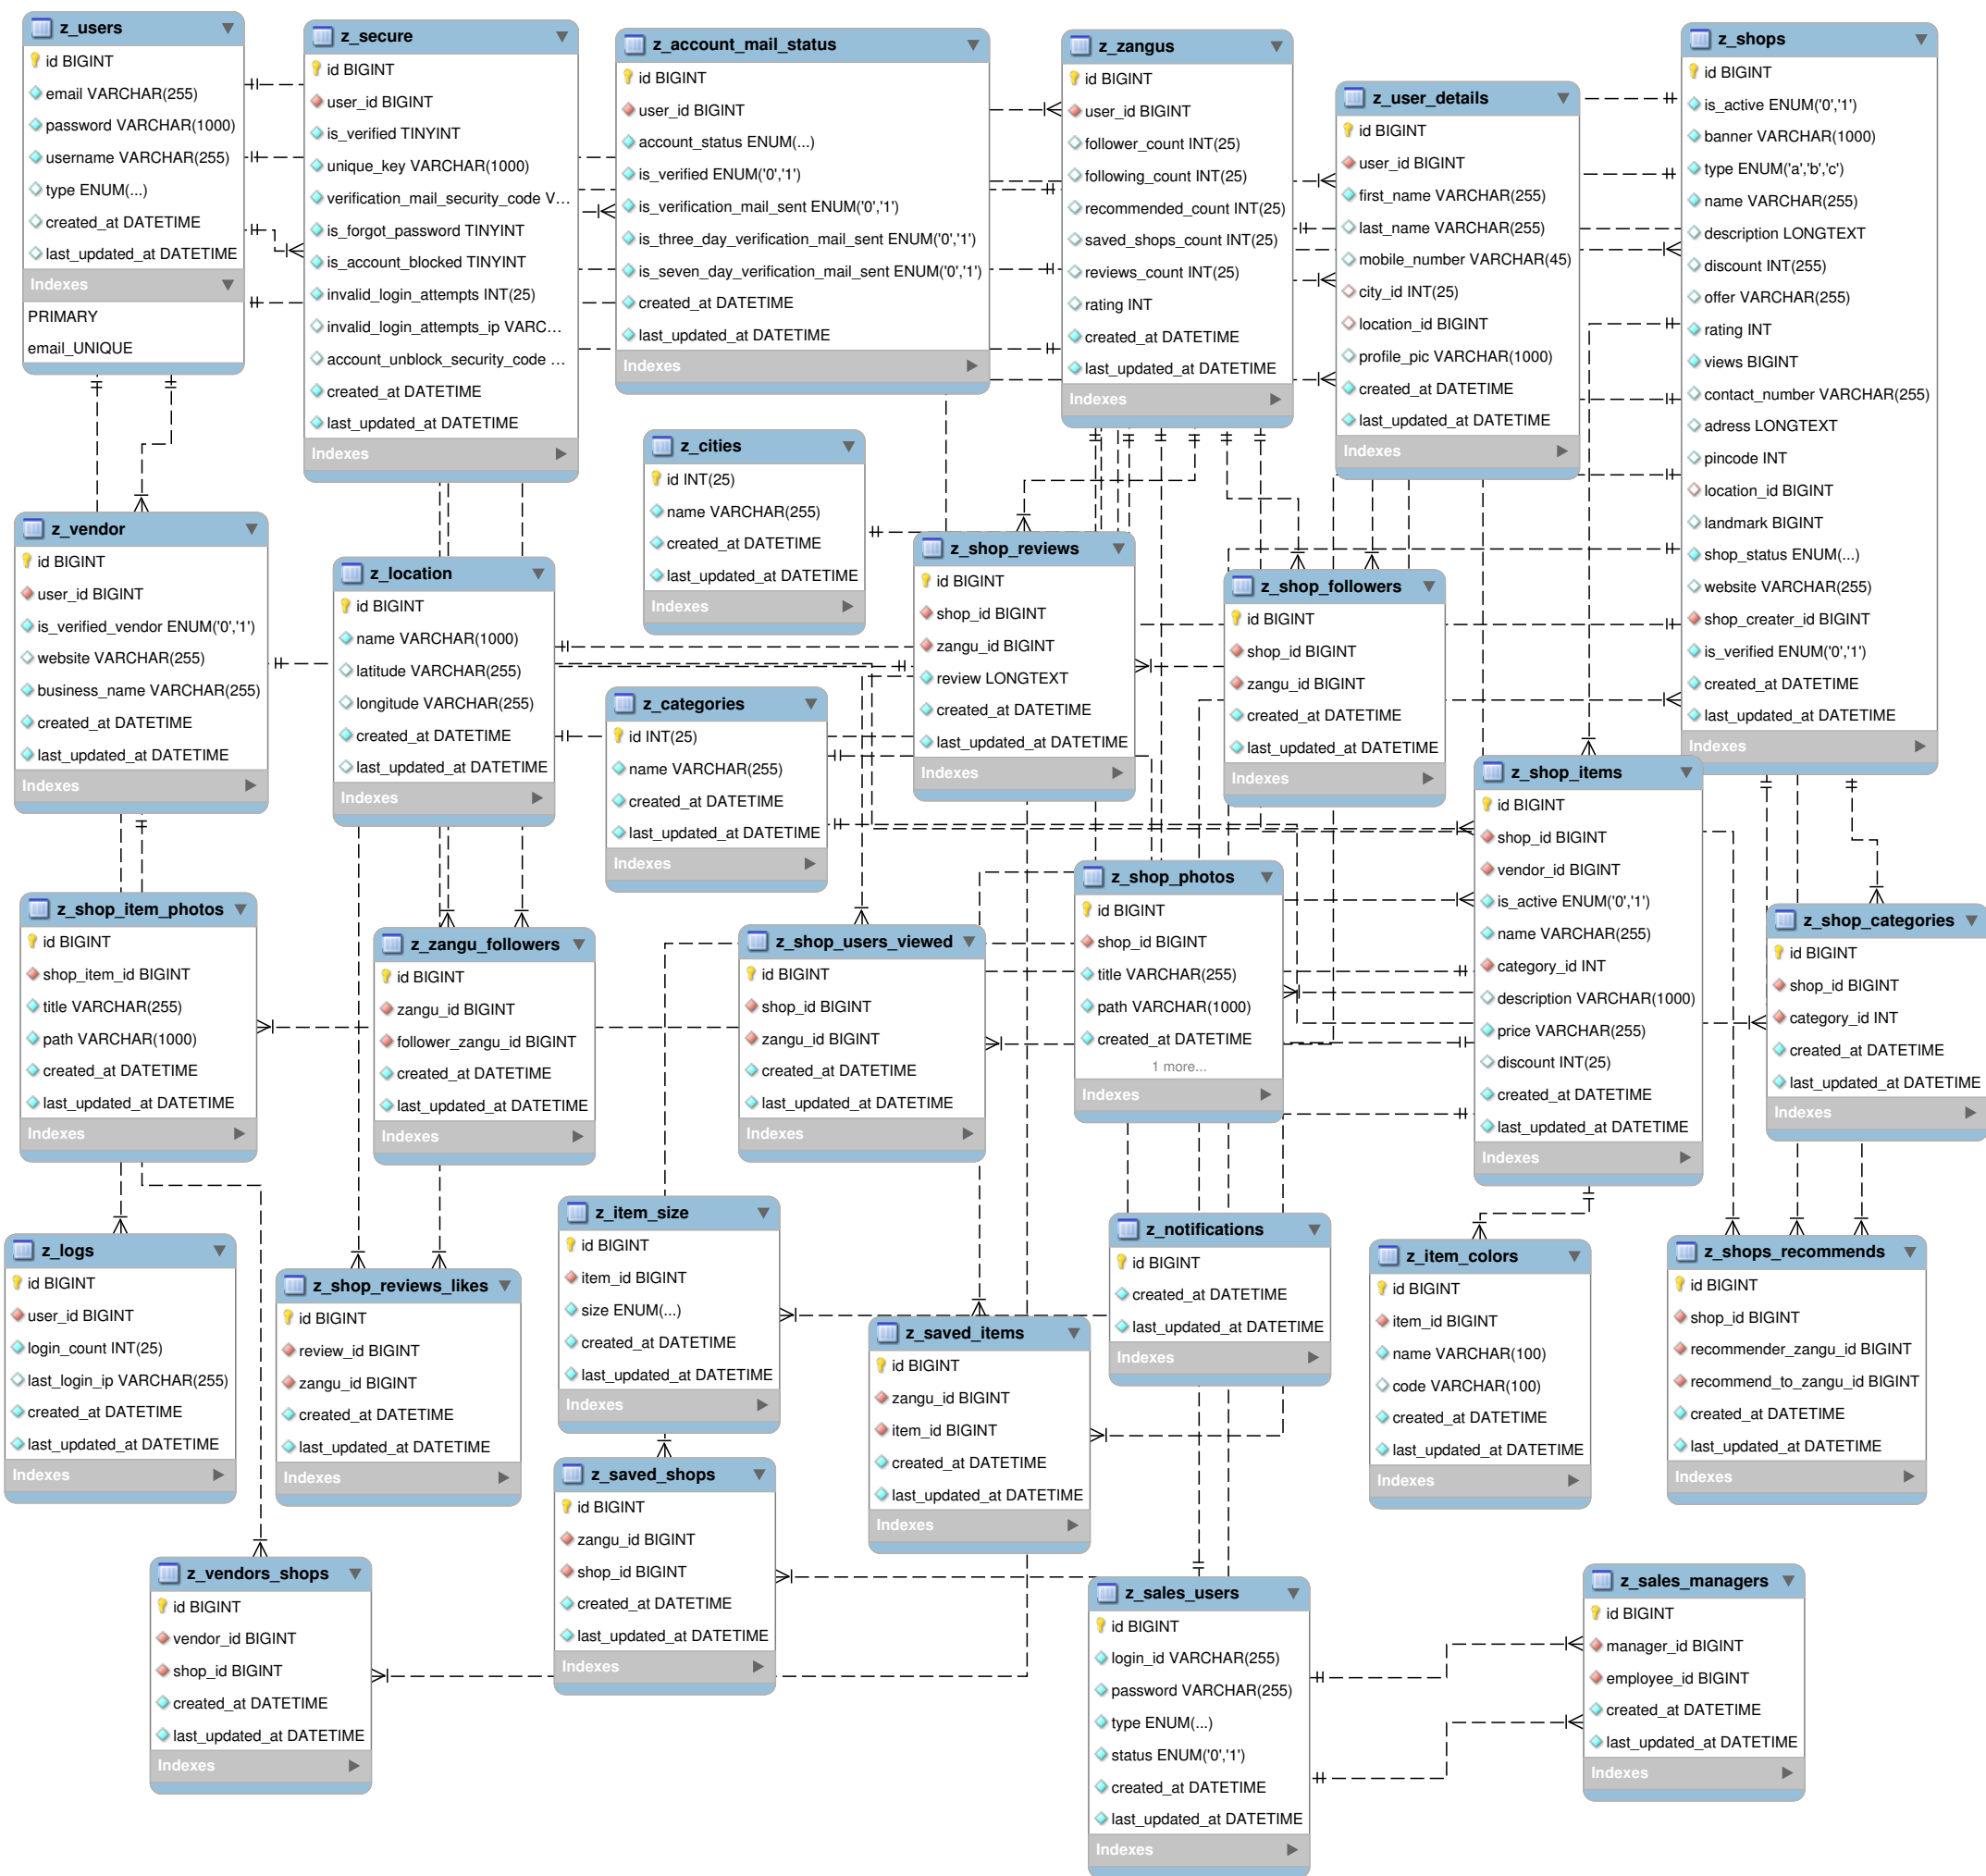 z_users
id BIGINT
email VARCHAR(255)
password VARCHAR(1000)
username VARCHAR(255)
type ENUM(...)
created_at DATETIME
last_updated_at DATETIME
Indexes
PRIMARY
email_UNIQUE
z_secure
id BIGINT
user_id BIGINT
is_verified TINYINT
unique_key VARCHAR(1000)
verification_mail_security_code V...
is_forgot_password TINYINT
is_account_blocked TINYINT
invalid_login_attempts INT(25)
invalid_login_attempts_ip VARC...
account_unblock_security_code ...
created_at DATETIME
last_updated_at DATETIME
Indexes
z_account_mail_status
id BIGINT
user_id BIGINT
account_status ENUM(...)
is_verified ENUM('0','1')
is_verification_mail_sent ENUM('0','1')
is_three_day_verification_mail_sent ENUM('0','1')
is_seven_day_verification_mail_sent ENUM('0','1')
created_at DATETIME
last_updated_at DATETIME
Indexes
z_zangus
id BIGINT
user_id BIGINT
follower_count INT(25)
following_count INT(25)
recommended_count INT(25)
saved_shops_count INT(25)
reviews_count INT(25)
rating INT
created_at DATETIME
last_updated_at DATETIME
Indexes
z_user_details
id BIGINT
user_id BIGINT
first_name VARCHAR(255)
last_name VARCHAR(255)
mobile_number VARCHAR(45)
city_id INT(25)
location_id BIGINT
profile_pic VARCHAR(1000)
created_at DATETIME
last_updated_at DATETIME
Indexes
z_shops
id BIGINT
is_active ENUM('0','1')
banner VARCHAR(1000)
type ENUM('a','b','c')
name VARCHAR(255)
description LONGTEXT
discount INT(255)
offer VARCHAR(255)
rating INT
views BIGINT
contact_number VARCHAR(255)
adress LONGTEXT
pincode INT
location_id BIGINT
landmark BIGINT
shop_status ENUM(...)
website VARCHAR(255)
shop_creater_id BIGINT
is_verified ENUM('0','1')
created_at DATETIME
last_updated_at DATETIME
Indexes
z_cities
id INT(25)
name VARCHAR(255)
created_at DATETIME
last_updated_at DATETIME
Indexes
z_vendor
id BIGINT
user_id BIGINT
is_verified_vendor ENUM('0','1')
website VARCHAR(255)
business_name VARCHAR(255)
created_at DATETIME
last_updated_at DATETIME
Indexes
z_location
id BIGINT
name VARCHAR(1000)
latitude VARCHAR(255)
longitude VARCHAR(255)
created_at DATETIME
last_updated_at DATETIME
Indexes
z_shop_reviews
id BIGINT
shop_id BIGINT
zangu_id BIGINT
review LONGTEXT
created_at DATETIME
last_updated_at DATETIME
Indexes
z_shop_followers
id BIGINT
shop_id BIGINT
zangu_id BIGINT
created_at DATETIME
last_updated_at DATETIME
Indexes
z_categories
id INT(25)
name VARCHAR(255)
created_at DATETIME
last_updated_at DATETIME
Indexes
z_shop_items
id BIGINT
shop_id BIGINT
vendor_id BIGINT
is_active ENUM('0','1')
name VARCHAR(255)
category_id INT
description VARCHAR(1000)
price VARCHAR(255)
discount INT(25)
created_at DATETIME
last_updated_at DATETIME
Indexes
z_shop_item_photos
id BIGINT
shop_item_id BIGINT
title VARCHAR(255)
path VARCHAR(1000)
created_at DATETIME
last_updated_at DATETIME
Indexes
z_zangu_followers
id BIGINT
zangu_id BIGINT
follower_zangu_id BIGINT
created_at DATETIME
last_updated_at DATETIME
Indexes
z_shop_users_viewed
id BIGINT
shop_id BIGINT
zangu_id BIGINT
created_at DATETIME
last_updated_at DATETIME
Indexes
z_shop_photos
id BIGINT
shop_id BIGINT
title VARCHAR(255)
path VARCHAR(1000)
created_at DATETIME
1 more...
Indexes
z_shop_categories
id BIGINT
shop_id BIGINT
category_id INT
created_at DATETIME
last_updated_at DATETIME
Indexes
z_logs
id BIGINT
user_id BIGINT
login_count INT(25)
last_login_ip VARCHAR(255)
created_at DATETIME
last_updated_at DATETIME
Indexes
z_shop_reviews_likes
id BIGINT
review_id BIGINT
zangu_id BIGINT
created_at DATETIME
last_updated_at DATETIME
Indexes
z_item_size
id BIGINT
item_id BIGINT
size ENUM(...)
created_at DATETIME
last_updated_at DATETIME
Indexes
z_saved_items
id BIGINT
zangu_id BIGINT
item_id BIGINT
created_at DATETIME
last_updated_at DATETIME
Indexes
z_notifications
id BIGINT
created_at DATETIME
last_updated_at DATETIME
Indexes
z_item_colors
id BIGINT
item_id BIGINT
name VARCHAR(100)
code VARCHAR(100)
created_at DATETIME
last_updated_at DATETIME
Indexes
z_shops_recommends
id BIGINT
shop_id BIGINT
recommender_zangu_id BIGINT
recommend_to_zangu_id BIGINT
created_at DATETIME
last_updated_at DATETIME
Indexes
z_saved_shops
id BIGINT
zangu_id BIGINT
shop_id BIGINT
created_at DATETIME
last_updated_at DATETIME
Indexes
z_vendors_shops
id BIGINT
vendor_id BIGINT
shop_id BIGINT
created_at DATETIME
last_updated_at DATETIME
Indexes
z_sales_users
id BIGINT
login_id VARCHAR(255)
password VARCHAR(255)
type ENUM(...)
status ENUM('0','1')
created_at DATETIME
last_updated_at DATETIME
Indexes
z_sales_managers
id BIGINT
manager_id BIGINT
employee_id BIGINT
created_at DATETIME
last_updated_at DATETIME
Indexes